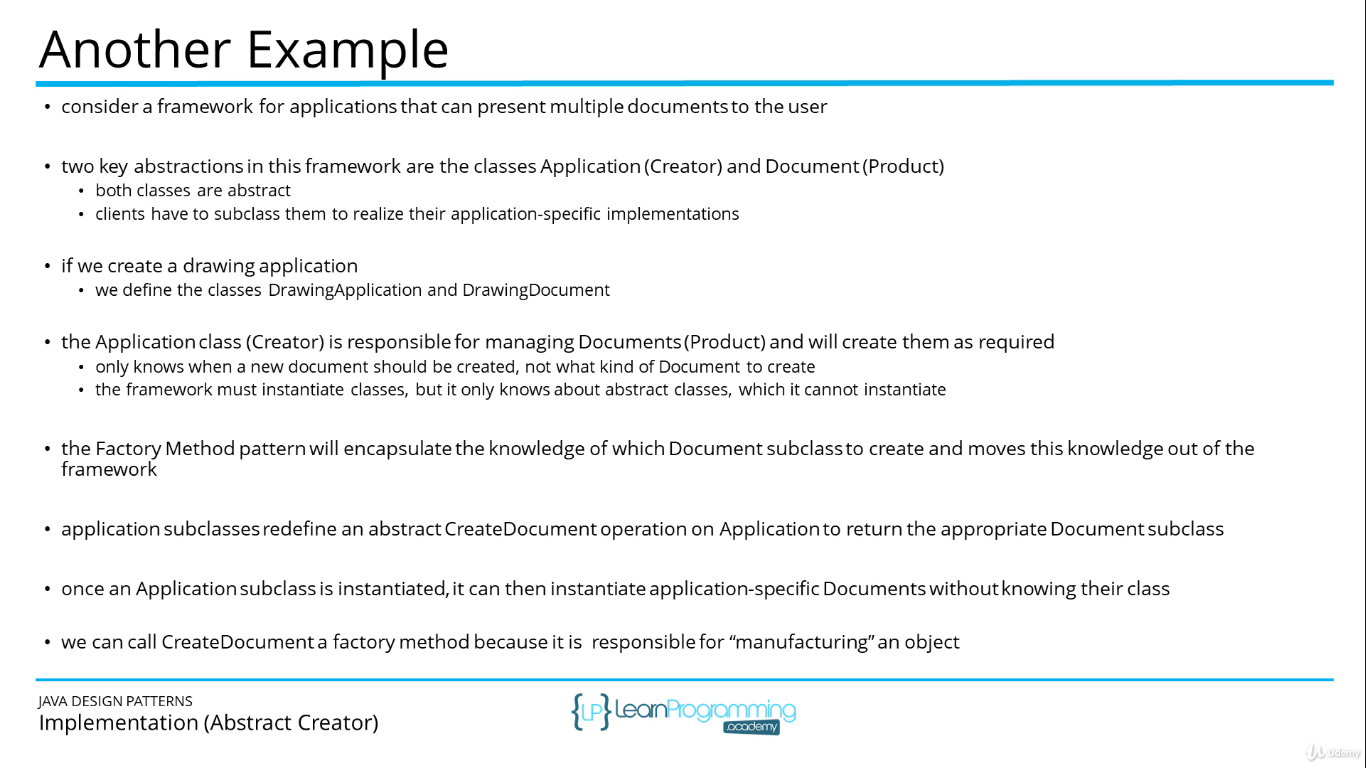 Another Example
• consider a framework for applications that can present multiple documents to the user
• two key abstractions in this framework are the classes Application (Creator) and Document (Product)
• both classes are abstract
• clients have to subclass them to realize their application-specific implementations
• if we create a drawing application
• we define the classes DrawingApplication and DrawingDocument
• the Application class (Creator) is responsible for managing Documents (Product) and will create them as required
• only knows when a new document should be created, not what kind of Document to create
• the framework must instantiate classes, but it only knows about abstract classes, which it cannot instantiate
• the Factory Method pattern will encapsulate the knowledge of which Document subclass to create and moves this knowledge out of the
framework
• application subclasses redefine an abstract CreateDocument operation on Application to return the appropriate Document subclass
• once an Application subclass is instantiated, it can then instantiate application-specific Documents without knowing their class
• we can call CreateDocument a factory method because it is responsible for “manufacturing” an object
JAVA DESIGN PATTERNS
Implementation (Abstract Creator)
{LP} LearnProgramming
.academy
Udemy